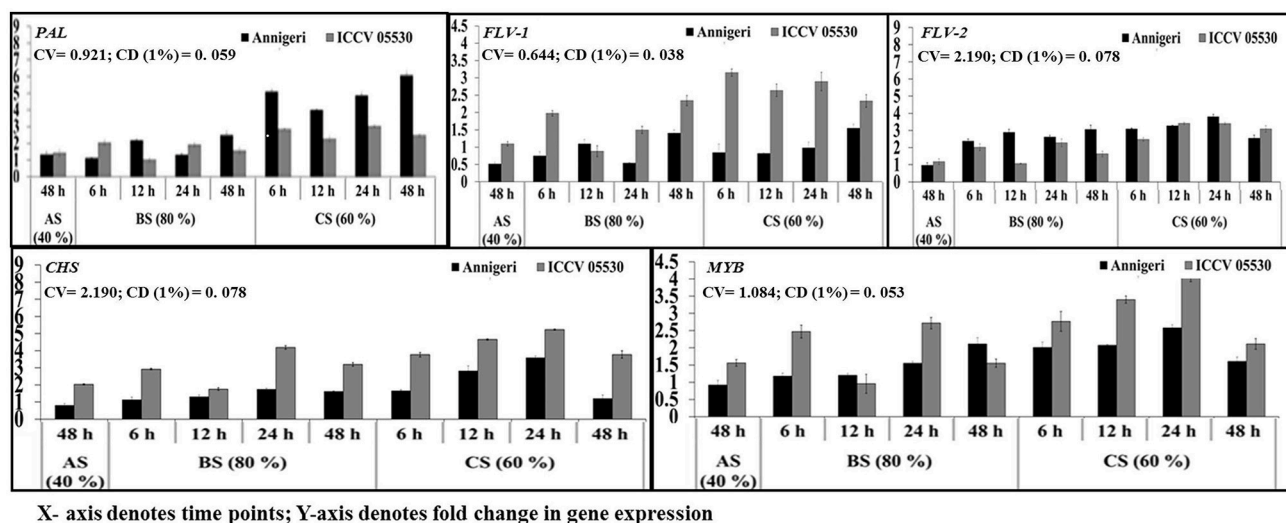 PAL
■ Annigeri ■ ICCV 05530
CV= 0.921; CD (1%) = 0. 059
9
8
7
6
5
4
3
2
1
0
48 h 6 h 12 h 24 h 48 h 6 h 12 h 24 h 48 h
AS BS (80 %) CS (60 %)
(40 %)
FLV-1
■ Annigeri ■ ICCV 05530
CV= 0.644; CD (1%) = 0. 038
4.5
4
3.5
3
2.5
2
1.5
1
0.5
0
48 h 6 h 12 h 24 h 48 h 6 h 12 h 24 h 48 h
AS BS (80 %) CS (60 %)
(40 %)
■ Annigeri ■ ICCV 05530
FLV-2
CV= 2.190; CD (1%) = 0. 078
9
8
7
6
5
4
3
2
1
0
48 h 6 h 12 h 24 h 48 h 6 h 12 h 24 h 48 h
AS BS (80 %) CS (60 %)
(40 %)
CHS
■ Annigeri ■ ICCV 05530
CV= 2.190; CD (1%) = 0. 078
9
8
7
6
5
4
3
2
1
0
48 h 6 h 12 h 24 h 48 h 6 h 12 h 24 h 48 h
AS BS (80 %) CS (60 %)
(40 %)
MYB
■ Annigeri ■ ICCV 05530
CV= 1.084; CD (1%) = 0. 053
4.5
4
3.5
3
2.5
2
1.5
1
0.5
0
48 h 6 h 12 h 24 h 48 h 6 h 12 h 24 h 48 h
AS BS (80 %) CS (60 %)
(40 %)
X- axis denotes time points; Y-axis denotes fold change in gene expression